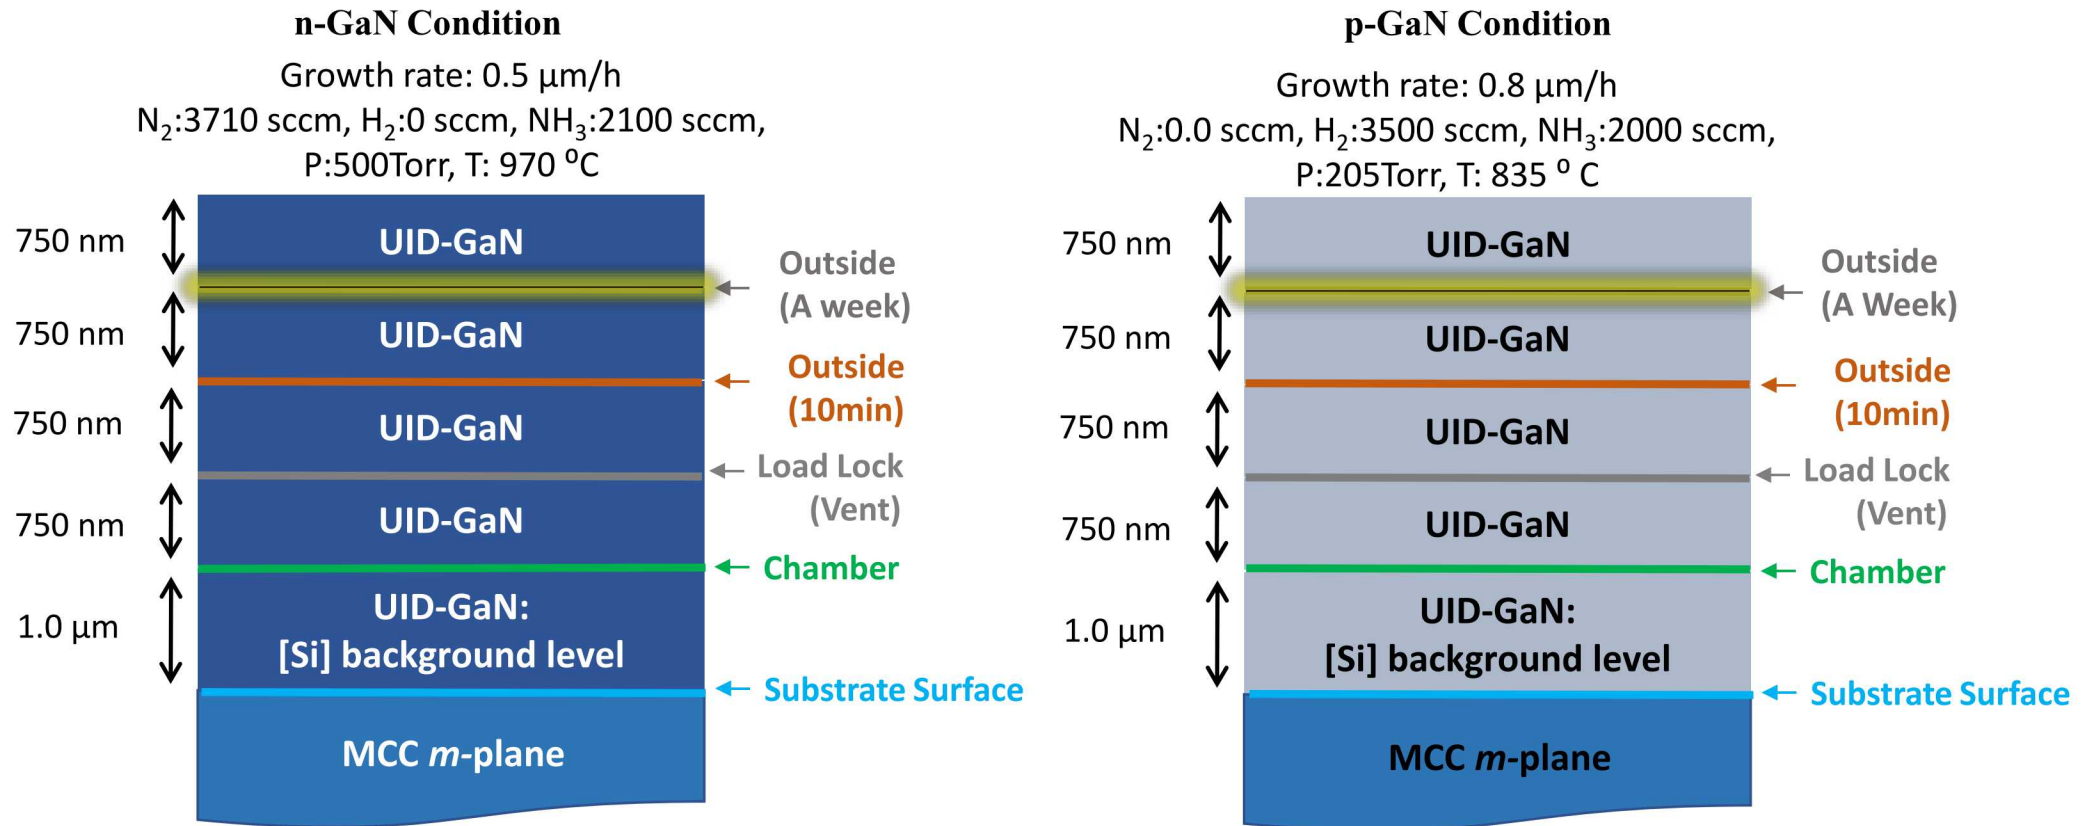 n-GaN Condition
Growth rate: 0.5 µm/h
N₂:3710 sccm, H₂:0 sccm, NH₃:2100 sccm,
P:500Torr, T: 970 ⁰C
750 nm
UID-GaN
Outside
(A week)
750 nm
UID-GaN
Outside
(10min)
750 nm
UID-GaN
Load Lock
(Vent)
750 nm
UID-GaN
Chamber
1.0 µm
UID-GaN:
[Si] background level
Substrate Surface
MCC m-plane
p-GaN Condition
Growth rate: 0.8 µm/h
N₂:0.0 sccm, H₂:3500 sccm, NH₃:2000 sccm,
P:205Torr, T: 835 ⁰ C
750 nm
UID-GaN
Outside
(A Week)
750 nm
UID-GaN
Outside
(10min)
750 nm
UID-GaN
Load Lock
(Vent)
750 nm
UID-GaN
Chamber
1.0 µm
UID-GaN:
[Si] background level
Substrate Surface
MCC m-plane